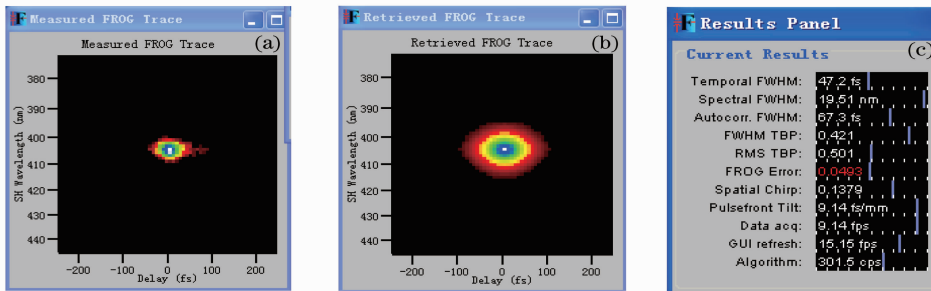 Measured FROG Trace
Measured FROG Trace
(a)
SH Wavelength (nm)
380
390
400
410
420
430
440
-200
-100
0
100
200
Delay (fs)
Retrieved FROG Trace
Retrieved FROG Trace
(b)
SH Wavelength (nm)
380
390
400
410
420
430
440
-200
-100
0
100
200
Delay (fs)
F Results Panel
Current Results
(c)
Temporal FWHM: 47.2 fs
Spectral FWHM: 19.51 nm
Autocorr. FWHM: 67.3 fs
FWHM TBP: 0.421
RMS TBP: 0.501
FROG Error: 0.0493
Spatial Chirp: 0.1379
Pulsefront Tilt: 9.14 fs/mm
Data acq: 9.14 fps
GUI refresh: 15.15 fps
Algorithm: 301.5 cps